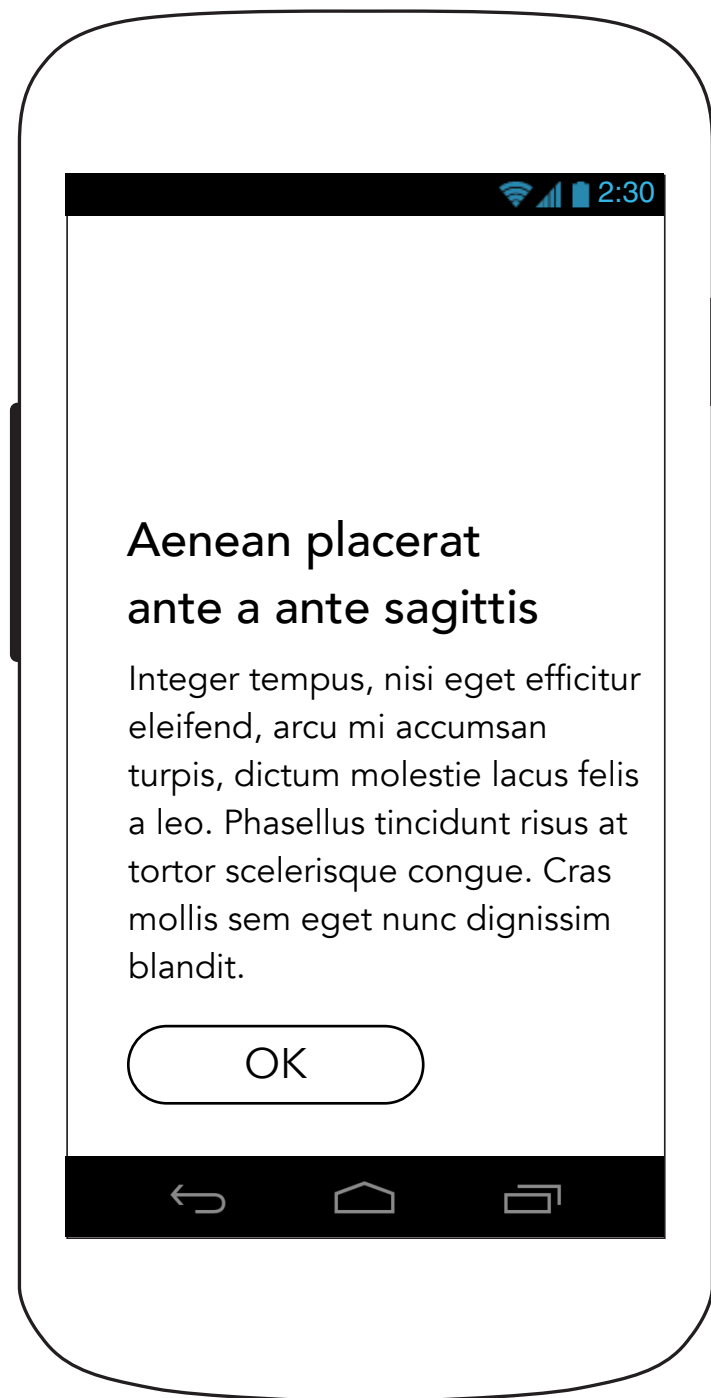 2:30
Aenean placerat
ante a ante sagittis
Integer tempus, nisi eget efficitur
eleifend, arcu mi accumsan
turpis, dictum molestie lacus felis
a leo. Phasellus tincidunt risus at
tortor scelerisque congue. Cras
mollis sem eget nunc dignissim
blandit.
OK